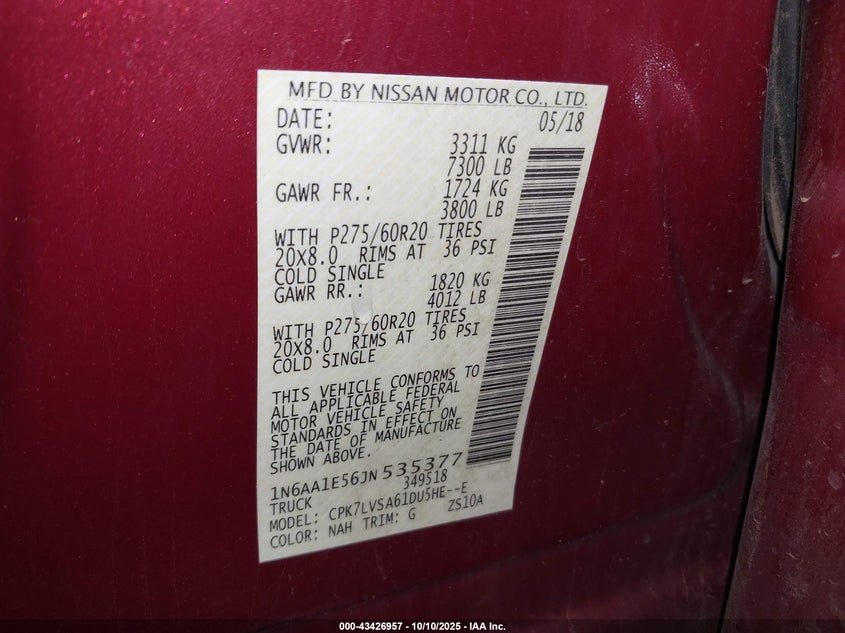 MFD BY NISSAN MOTOR CO., LTD.
DATE: 05/18
GVWR: 3311 KG
7300 LB
GAWR FR.: 1724 KG
3800 LB
WITH P275/60R20 TIRES
20X8.0 RIMS AT 36 PSI
COLD SINGLE
GAWR RR.: 1820 KG
4012 LB
WITH P275/60R20 TIRES
20X8.0 RIMS AT 36 PSI
COLD SINGLE
THIS VEHICLE CONFORMS TO
ALL APPLICABLE FEDERAL
MOTOR VEHICLE SAFETY
STANDARDS IN EFFECT ON
THE DATE OF MANUFACTURE
SHOWN ABOVE.
1N6AA1E56JN535377
TRUCK 349518
MODEL: CPK7LVSA61DU5HE--E
COLOR: NAH TRIM: G ZS10A
000-43426957 - 10/10/2025 - IAA Inc.